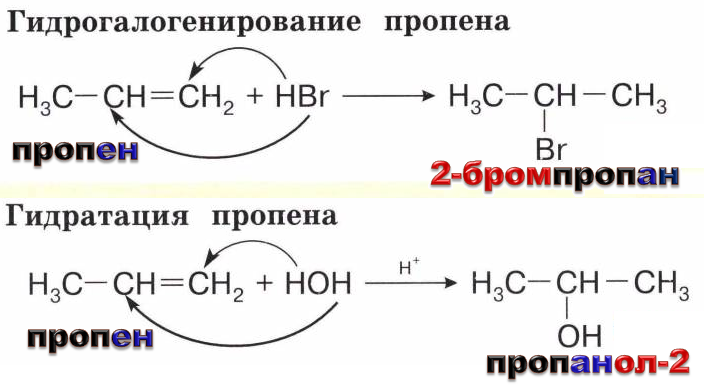 Гидрогалогенирование пропена
H₃C−CH=CH₂ + HBr ⟶ H₃C−CH−CH₃
Br
пропен
2-бромпропан
Гидратация пропена
H₃C−CH=CH₂ + HOH H⁺ ⟶ H₃C−CH−CH₃
OH
пропен
пропанол-2